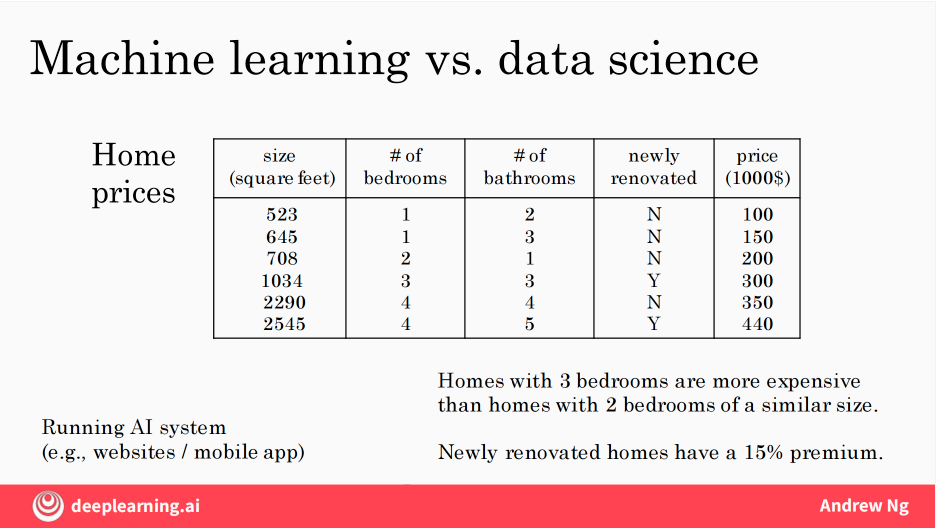 Machine learning vs. data science
Home
prices
size
(square feet)
# of
bedrooms
# of
bathrooms
newly
renovated
price
(1000$)
523 1 2 N 100
645 1 3 N 150
708 2 1 N 200
1034 3 3 Y 300
2290 4 4 N 350
2545 4 5 Y 440
Running AI system
(e.g., websites / mobile app)
Homes with 3 bedrooms are more expensive
than homes with 2 bedrooms of a similar size.
Newly renovated homes have a 15% premium.
deeplearning.ai
Andrew Ng